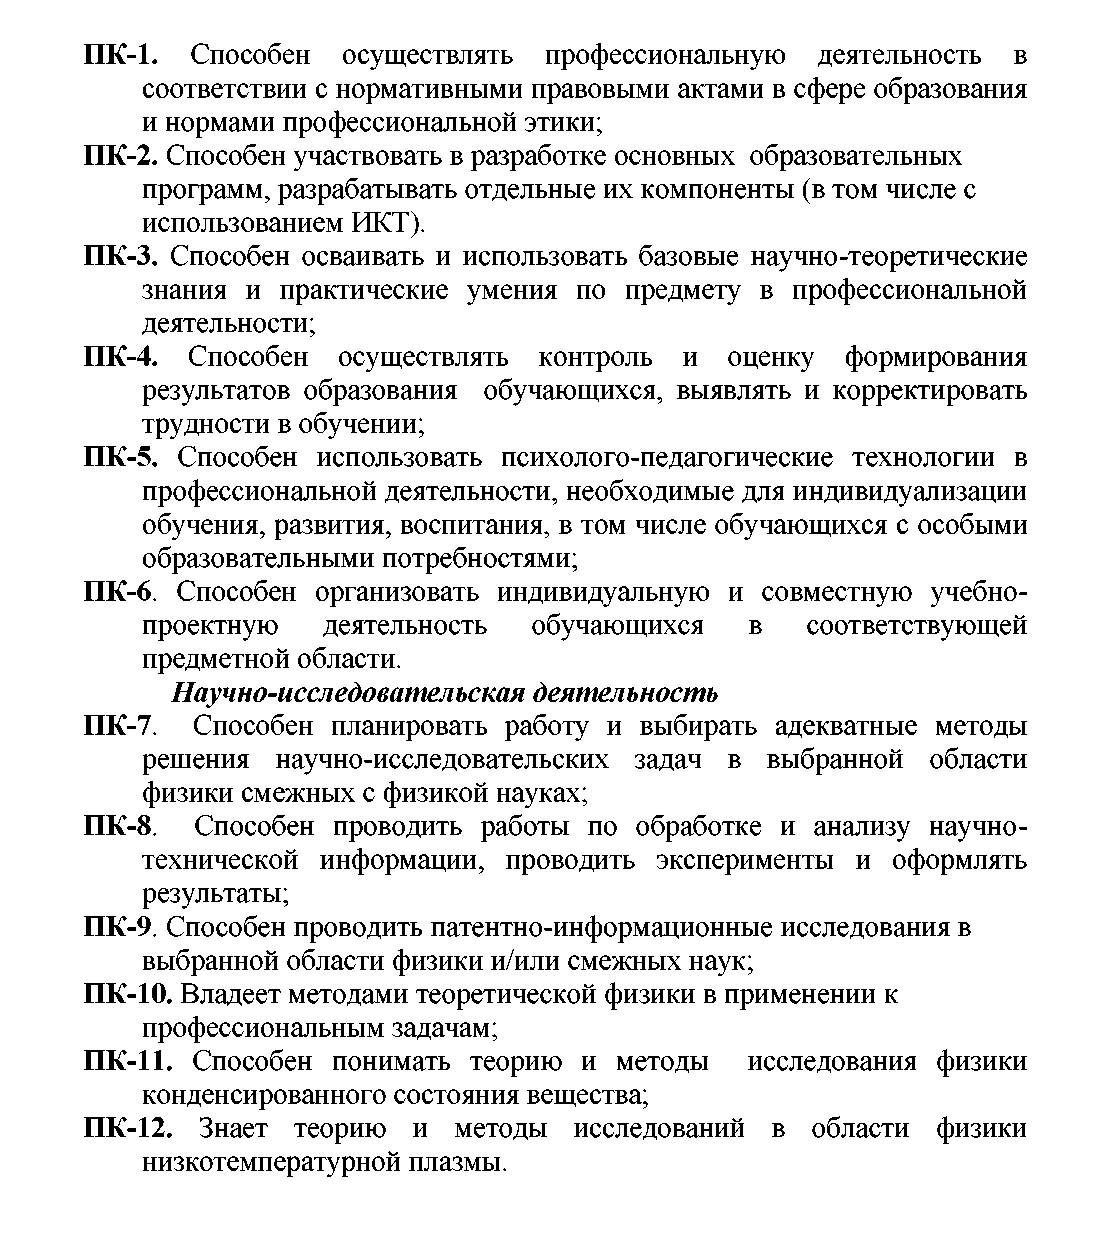 ПК-1. Способен осуществлять профессиональную деятельность в
соответствии с нормативными правовыми актами в сфере образования
и нормами профессиональной этики;
ПК-2. Способен участвовать в разработке основных образовательных
программ, разрабатывать отдельные их компоненты (в том числе с
использованием ИКТ).
ПК-3. Способен осваивать и использовать базовые научно-теоретические
знания и практические умения по предмету в профессиональной
деятельности;
ПК-4. Способен осуществлять контроль и оценку формирования
результатов образования обучающихся, выявлять и корректировать
трудности в обучении;
ПК-5. Способен использовать психолого-педагогические технологии в
профессиональной деятельности, необходимые для индивидуализации
обучения, развития, воспитания, в том числе обучающихся с особыми
образовательными потребностями;
ПК-6. Способен организовать индивидуальную и совместную учебно-
проектную деятельность обучающихся в соответствующей
предметной области.
Научно-исследовательская деятельность
ПК-7. Способен планировать работу и выбирать адекватные методы
решения научно-исследовательских задач в выбранной области
физики смежных с физикой науках;
ПК-8. Способен проводить работы по обработке и анализу научно-
технической информации, проводить эксперименты и оформлять
результаты;
ПК-9. Способен проводить патентно-информационные исследования в
выбранной области физики и/или смежных наук;
ПК-10. Владеет методами теоретической физики в применении к
профессиональным задачам;
ПК-11. Способен понимать теорию и методы исследования физики
конденсированного состояния вещества;
ПК-12. Знает теорию и методы исследований в области физики
низкотемпературной плазмы.